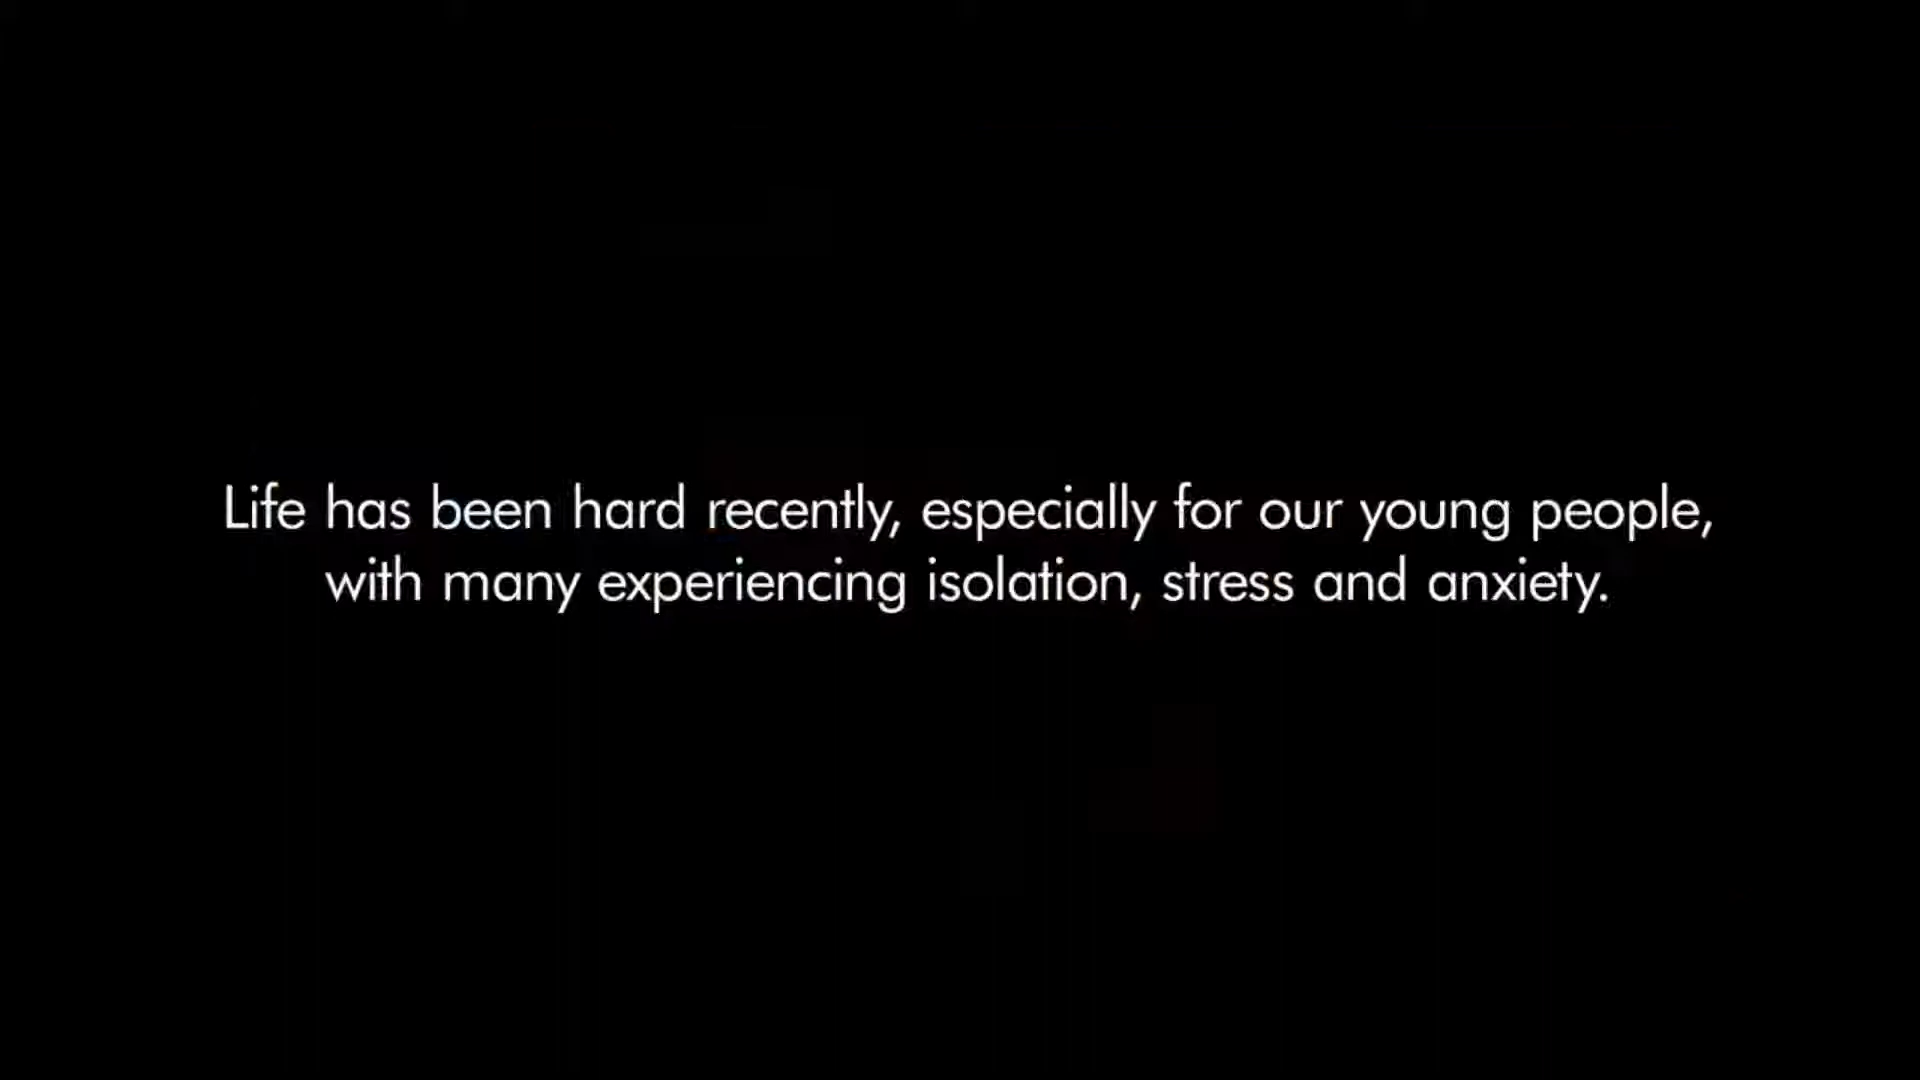 Life has been hard recently, especially for our young people,
with many experiencing isolation, stress and anxiety.